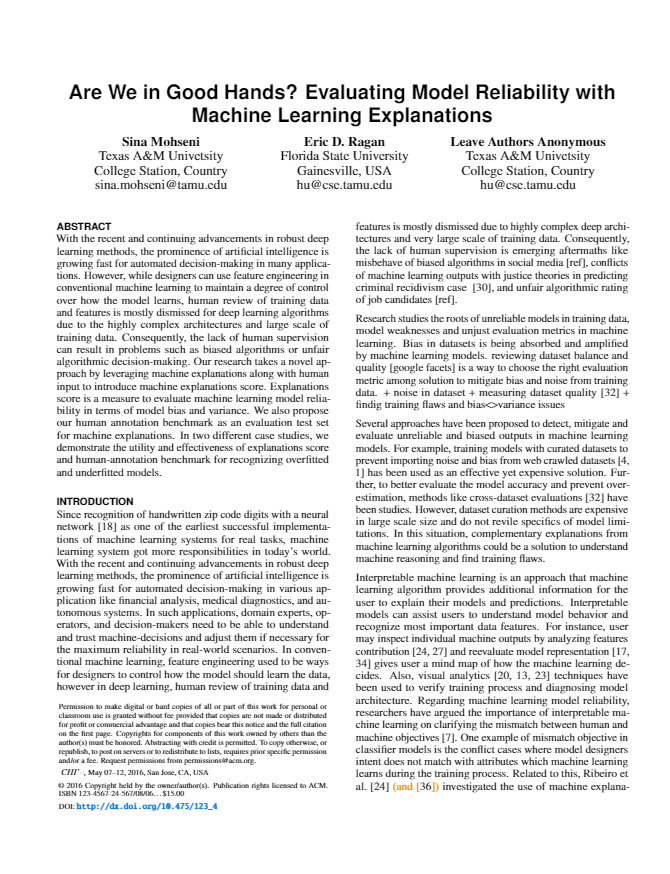 Are We in Good Hands? Evaluating Model Reliability with
Machine Learning Explanations
Sina Mohseni
Texas A&M Univetsity
College Station, Country
sina.mohseni@tamu.edu
Eric D. Ragan
Florida State University
Gainesville, USA
hu@cse.tamu.edu
Leave Authors Anonymous
Texas A&M Univetsity
College Station, Country
hu@cse.tamu.edu
ABSTRACT
With the recent and continuing advancements in robust deep
learning methods, the prominence of artificial intelligence is
growing fast for automated decision-making in many applica-
tions. However, while designers can use feature engineering in
conventional machine learning to maintain a degree of control
over how the model learns, human review of training data
and features is mostly dismissed for deep learning algorithms
due to the highly complex architectures and large scale of
training data. Consequently, the lack of human supervision
can result in problems such as biased algorithms or unfair
algorithmic decision-making. Our research takes a novel ap-
proach by leveraging machine explanations along with human
input to introduce machine explanations score. Explanations
score is a measure to evaluate machine learning model relia-
bility in terms of model bias and variance. We also propose
our human annotation benchmark as an evaluation test set
for machine explanations. In two different case studies, we
demonstrate the utility and effectiveness of explanations score
and human-annotation benchmark for recognizing overfitted
and underfitted models.
INTRODUCTION
Since recognition of handwritten zip code digits with a neural
network [18] as one of the earliest successful implementa-
tions of machine learning systems for real tasks, machine
learning system got more responsibilities in today's world.
With the recent and continuing advancements in robust deep
learning methods, the prominence of artificial intelligence is
growing fast for automated decision-making in various ap-
plication like financial analysis, medical diagnostics, and au-
tonomous systems. In such applications, domain experts, op-
erators, and decision-makers need to be able to understand
and trust machine-decisions and adjust them if necessary for
the maximum reliability in real-world scenarios. In conven-
tional machine learning, feature engineering used to be ways
for designers to control how the model should learn the data,
however in deep learning, human review of training data and
Permission to make digital or hard copies of all or part of this work for personal or
classroom use is granted without fee provided that copies are not made or distributed
for profit or commercial advantage and that copies bear this notice and the full citation
on the first page. Copyrights for components of this work owned by others than the
author(s) must be honored. Abstracting with credit is permitted. To copy otherwise, or
republish, to post on servers or to redistribute to lists, requires prior specific permission
and/or a fee. Request permissions from permissions@acm.org.
CHI'-, May 07–12, 2016, San Jose, CA, USA
© 2016 Copyright held by the owner/author(s). Publication rights licensed to ACM.
ISBN 123-4567-24-567/08/06...$15.00
DOI: http://dx.doi.org/10.475/123_4
features is mostly dismissed due to highly complex deep archi-
tectures and very large scale of training data. Consequently,
the lack of human supervision is emerging aftermaths like
misbehave of biased algorithms in social media [ref], conflicts
of machine learning outputs with justice theories in predicting
criminal recidivism case [30], and unfair algorithmic rating
of job candidates [ref].
Research studies the roots of unreliable models in training data,
model weaknesses and unjust evaluation metrics in machine
learning. Bias in datasets is being absorbed and amplified
by machine learning models. reviewing dataset balance and
quality [google facets] is a way to choose the right evaluation
metric among solution to mitigate bias and noise from training
data. + noise in dataset + measuring dataset quality [32] +
findig training flaws and bias<>variance issues
Several approaches have been proposed to detect, mitigate and
evaluate unreliable and biased outputs in machine learning
models. For example, training models with curated datasets to
prevent importing noise and bias from web crawled datasets [4,
1] has been used as an effective yet expensive solution. Fur-
ther, to better evaluate the model accuracy and prevent over-
estimation, methods like cross-dataset evaluations [32] have
been studies. However, dataset curation methods are expensive
in large scale size and do not revile specifics of model limi-
tations. In this situation, complementary explanations from
machine learning algorithms could be a solution to understand
machine reasoning and find training flaws.
Interpretable machine learning is an approach that machine
learning algorithm provides additional information for the
user to explain their models and predictions. Interpretable
models can assist users to understand model behavior and
recognize most important data features. For instance, user
may inspect individual machine outputs by analyzing features
contribution [24, 27] and reevaluate model representation [17,
34] gives user a mind map of how the machine learning de-
cides. Also, visual analytics [20, 13, 23] techniques have
been used to verify training process and diagnosing model
architecture. Regarding machine learning model reliability,
researchers have argued the importance of interpretable ma-
chine learning on clarifying the mismatch between human and
machine objectives [7]. One example of mismatch objective in
classifier models is the conflict cases where model designers
intent does not match with attributes which machine learning
learns during the training process. Related to this, Ribeiro et
al. [24] (and [36]) investigated the use of machine explana-